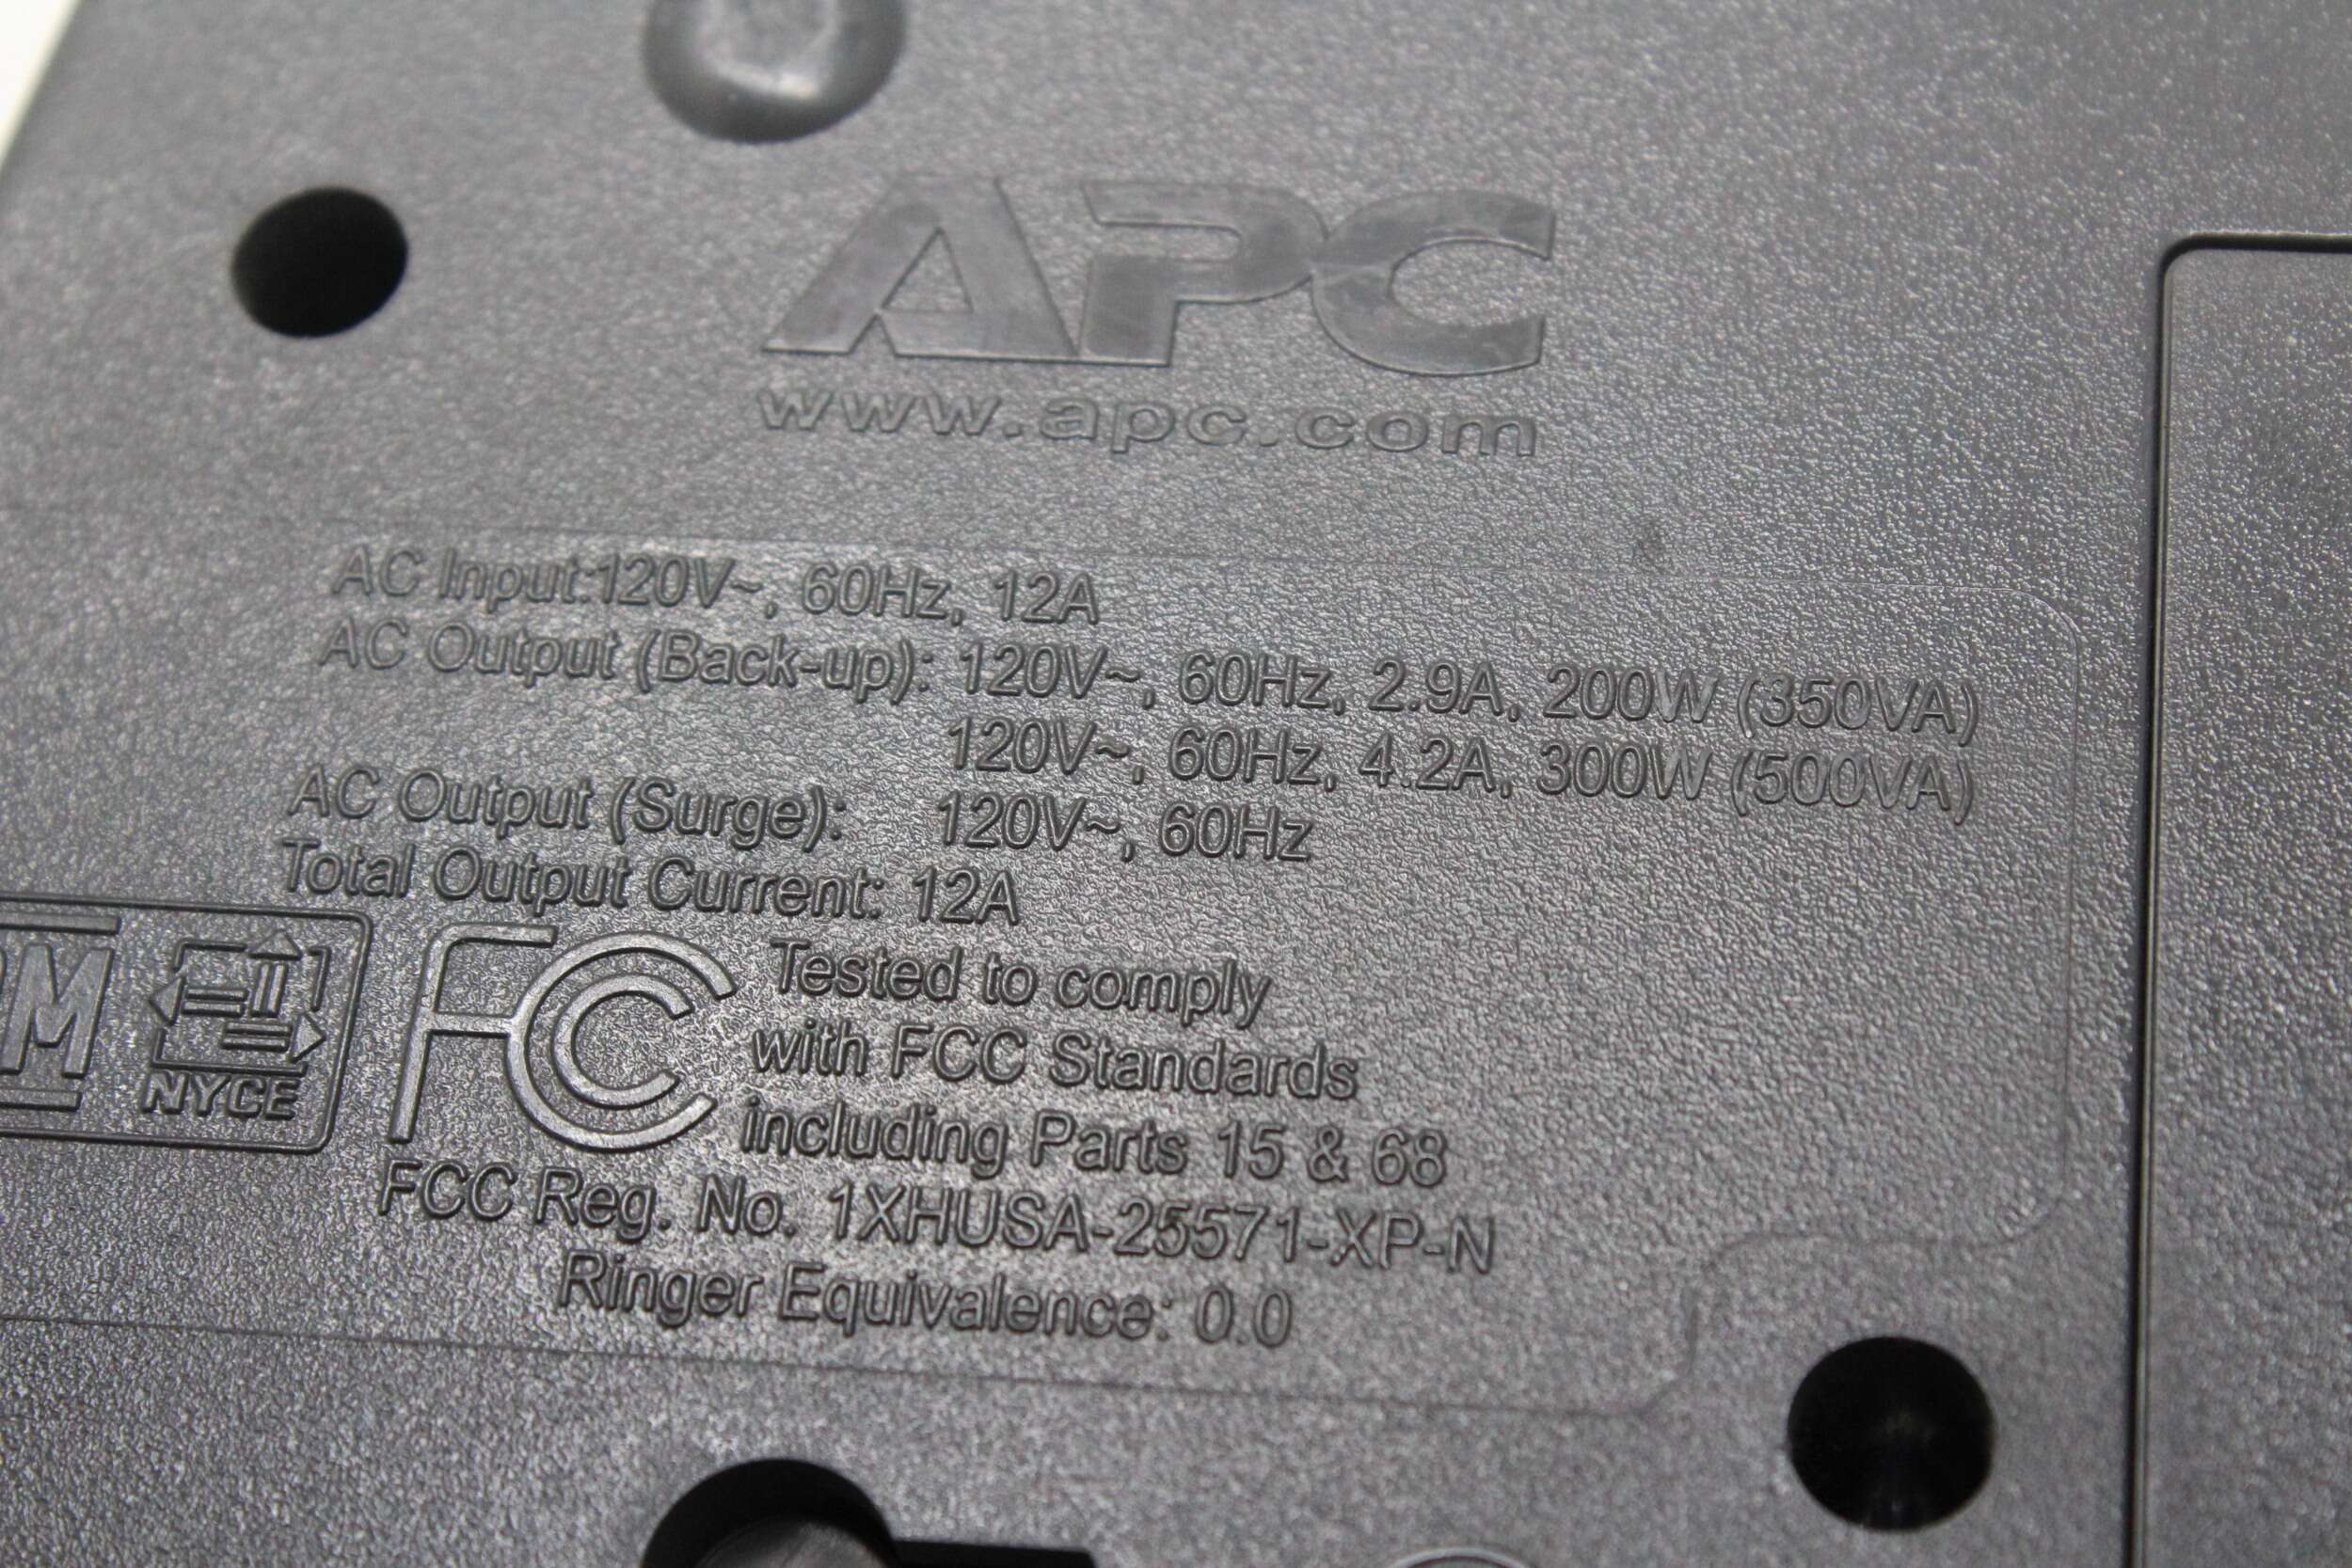 APC
www.apc.com
AC Input:120V~, 60Hz, 12A
AC Output (Back-up): 120V~, 60Hz, 2.9A, 200W (350VA)
120V~, 60Hz, 4.2A, 300W (500VA)
AC Output (Surge): 120V~, 60Hz
Total Output Current: 12A
NYCE
FC
Tested to comply
with FCC Standards
including Parts 15 & 68
FCC Reg. No. 1XHUSA-25571-XP-N
Ringer Equivalence: 0.0